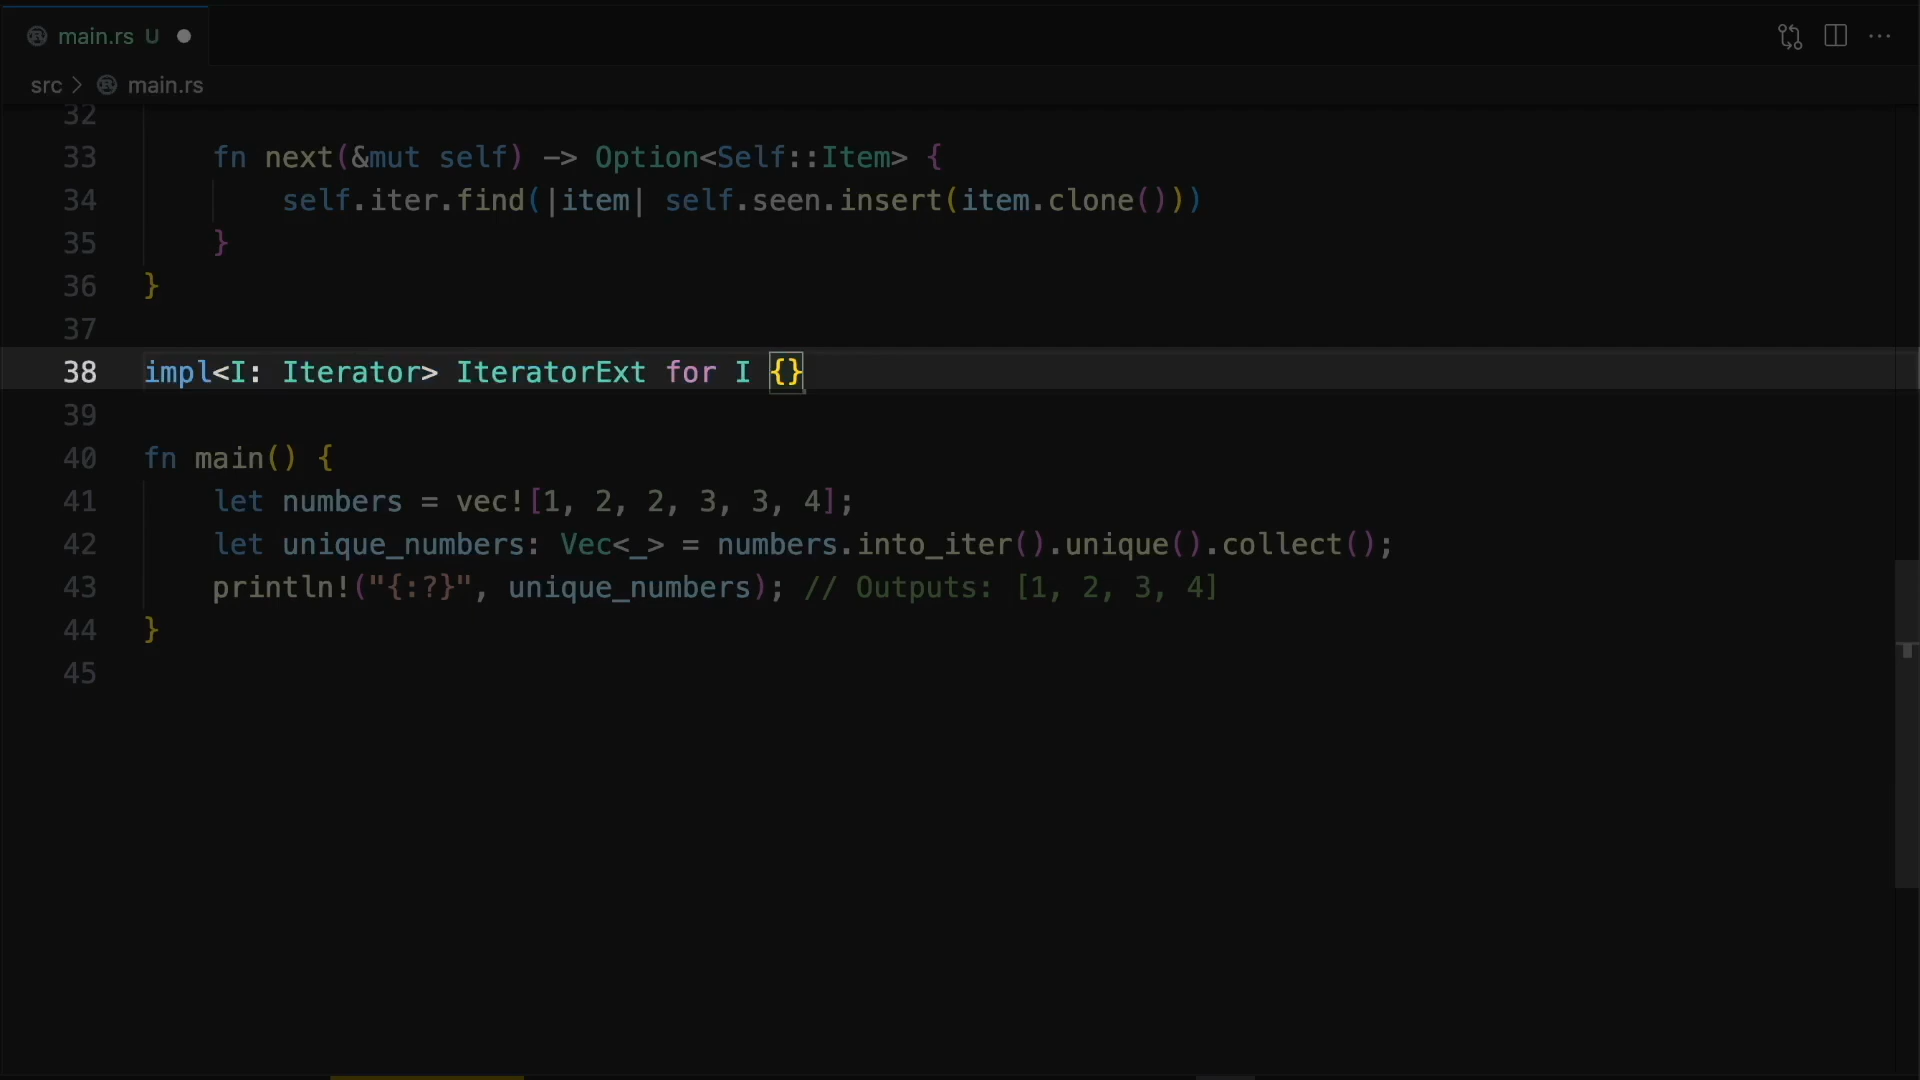 main.rs U
src > main.rs
32
33 fn next(&mut self) -> Option<Self::Item> {
34 self.iter.find(|item| self.seen.insert(item.clone()))
35 }
36 }
37
38 impl<I: Iterator> IteratorExt for I {}
39
40 fn main() {
41 let numbers = vec![1, 2, 2, 3, 3, 4];
42 let unique_numbers: Vec<_> = numbers.into_iter().unique().collect();
43 println!("{:?}", unique_numbers); // Outputs: [1, 2, 3, 4]
44 }
45